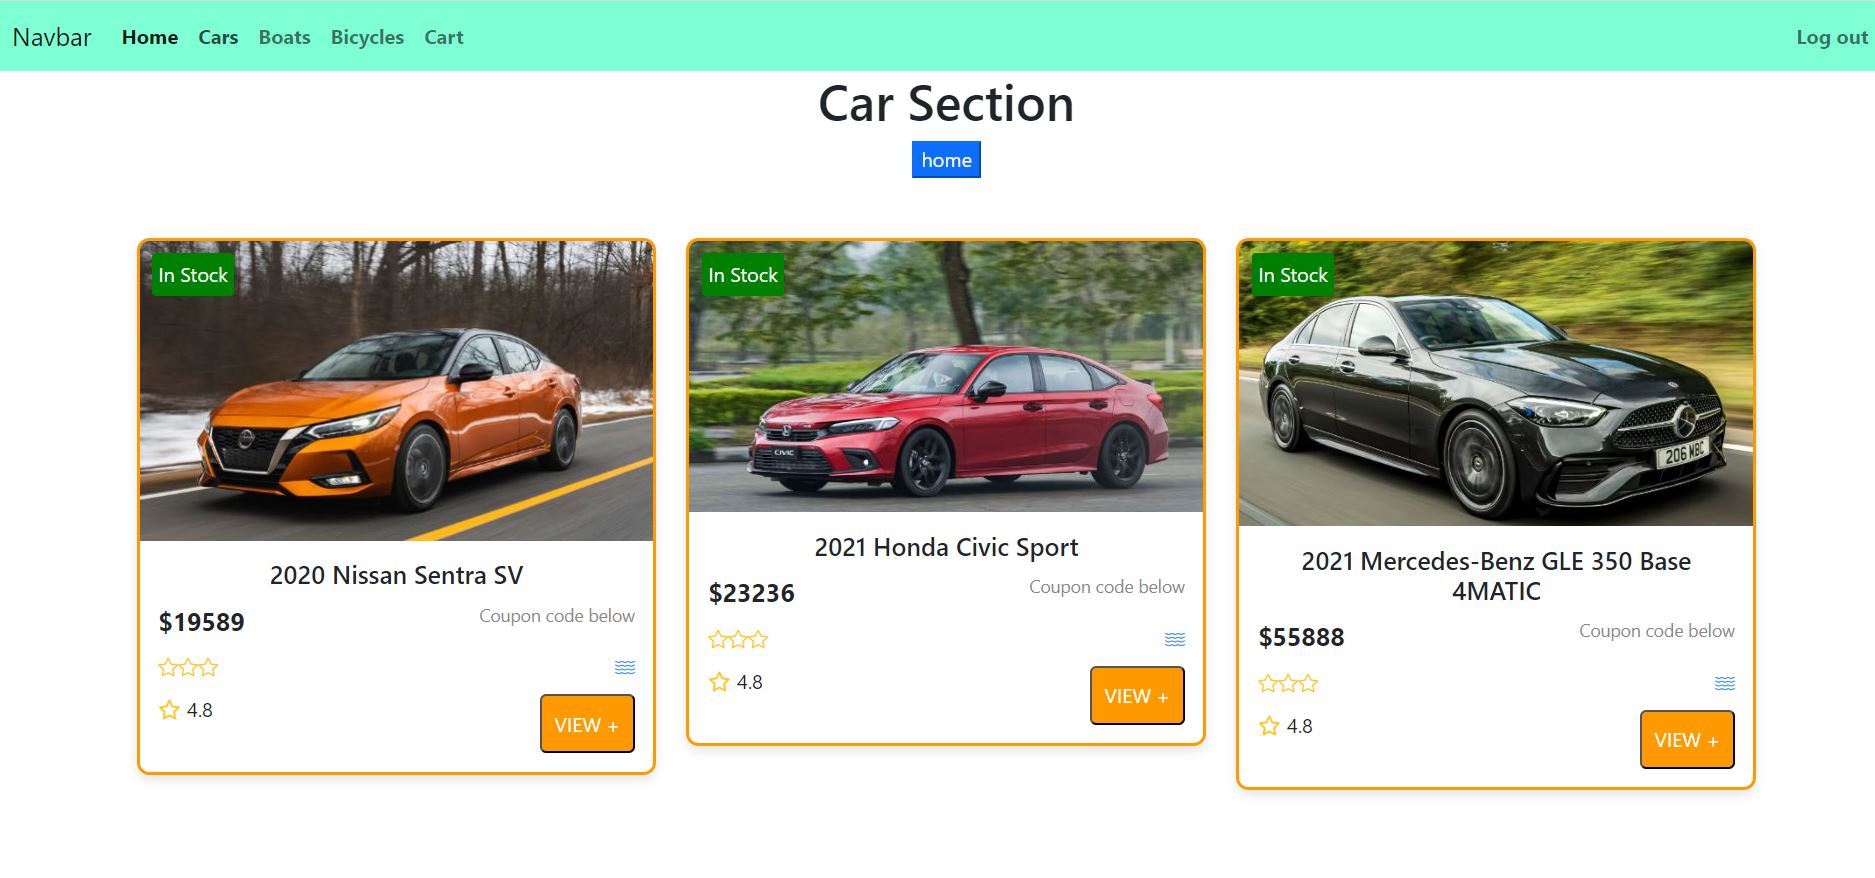 Navbar Home Cars Boats Bicycles Cart Log out
Car Section
home
In Stock
2020 Nissan Sentra SV
$19589 Coupon code below
4.8
VIEW +
In Stock
CIVIC
2021 Honda Civic Sport
$23236 Coupon code below
4.8
VIEW +
In Stock
206 MBC
2021 Mercedes-Benz GLE 350 Base
4MATIC
$55888 Coupon code below
4.8
VIEW +